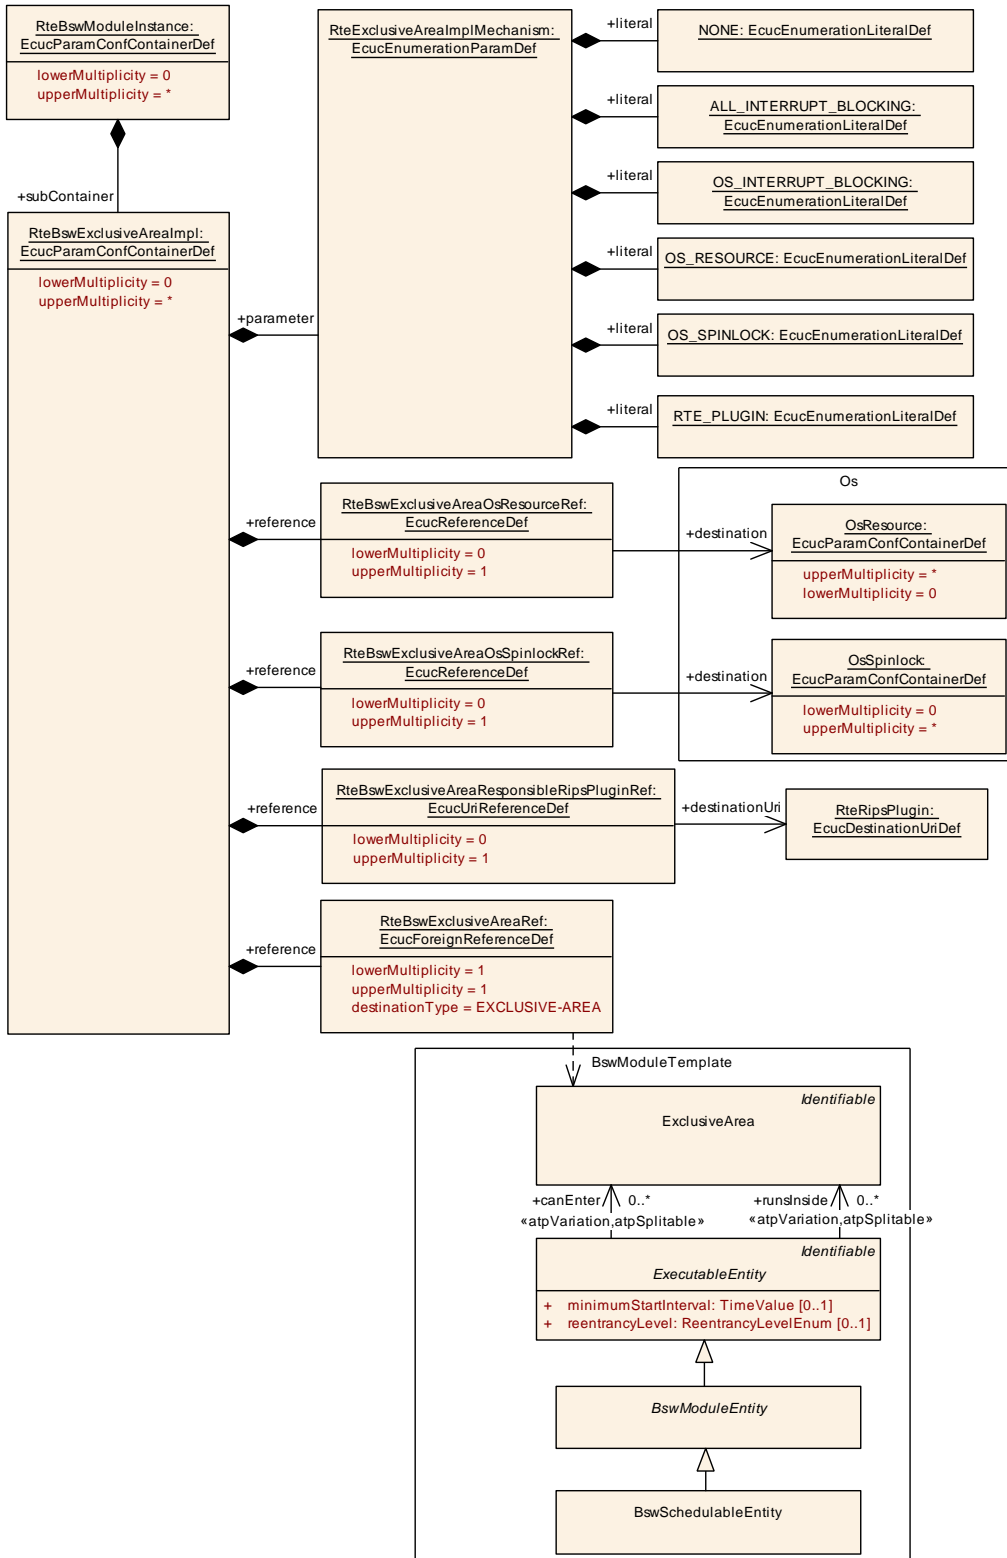 RteBswModuleInstance:
EcucParamConfContainerDef
lowerMultiplicity = 0
upperMultiplicity = *
+subContainer
RteBswExclusiveAreaImpl:
EcucParamConfContainerDef
lowerMultiplicity = 0
upperMultiplicity = *
+parameter
RteExclusiveAreaImplMechanism:
EcucEnumerationParamDef
+literal
NONE: EcucEnumerationLiteralDef
+literal
ALL_INTERRUPT_BLOCKING:
EcucEnumerationLiteralDef
+literal
OS_INTERRUPT_BLOCKING:
EcucEnumerationLiteralDef
+literal
OS_RESOURCE: EcucEnumerationLiteralDef
+literal
OS_SPINLOCK: EcucEnumerationLiteralDef
+literal
RTE_PLUGIN: EcucEnumerationLiteralDef
+reference
RteBswExclusiveAreaOsResourceRef:
EcucReferenceDef
lowerMultiplicity = 0
upperMultiplicity = 1
+destination
Os
OsResource:
EcucParamConfContainerDef
upperMultiplicity = *
lowerMultiplicity = 0
+reference
RteBswExclusiveAreaOsSpinlockRef:
EcucReferenceDef
lowerMultiplicity = 0
upperMultiplicity = 1
+destination
OsSpinlock:
EcucParamConfContainerDef
lowerMultiplicity = 0
upperMultiplicity = *
+reference
RteBswExclusiveAreaResponsibleRipsPluginRef:
EcucUriReferenceDef
lowerMultiplicity = 0
upperMultiplicity = 1
+destinationUri
RteRipsPlugin:
EcucDestinationUriDef
+reference
RteBswExclusiveAreaRef:
EcucForeignReferenceDef
lowerMultiplicity = 1
upperMultiplicity = 1
destinationType = EXCLUSIVE-AREA
BswModuleTemplate
Identifiable
ExclusiveArea
+canEnter 0..*
«atpVariation,atpSplitable»
+runsInside 0..*
«atpVariation,atpSplitable»
Identifiable
ExecutableEntity
+ minimumStartInterval: TimeValue [0..1]
+ reentrancyLevel: ReentrancyLevelEnum [0..1]
BswModuleEntity
BswSchedulableEntity